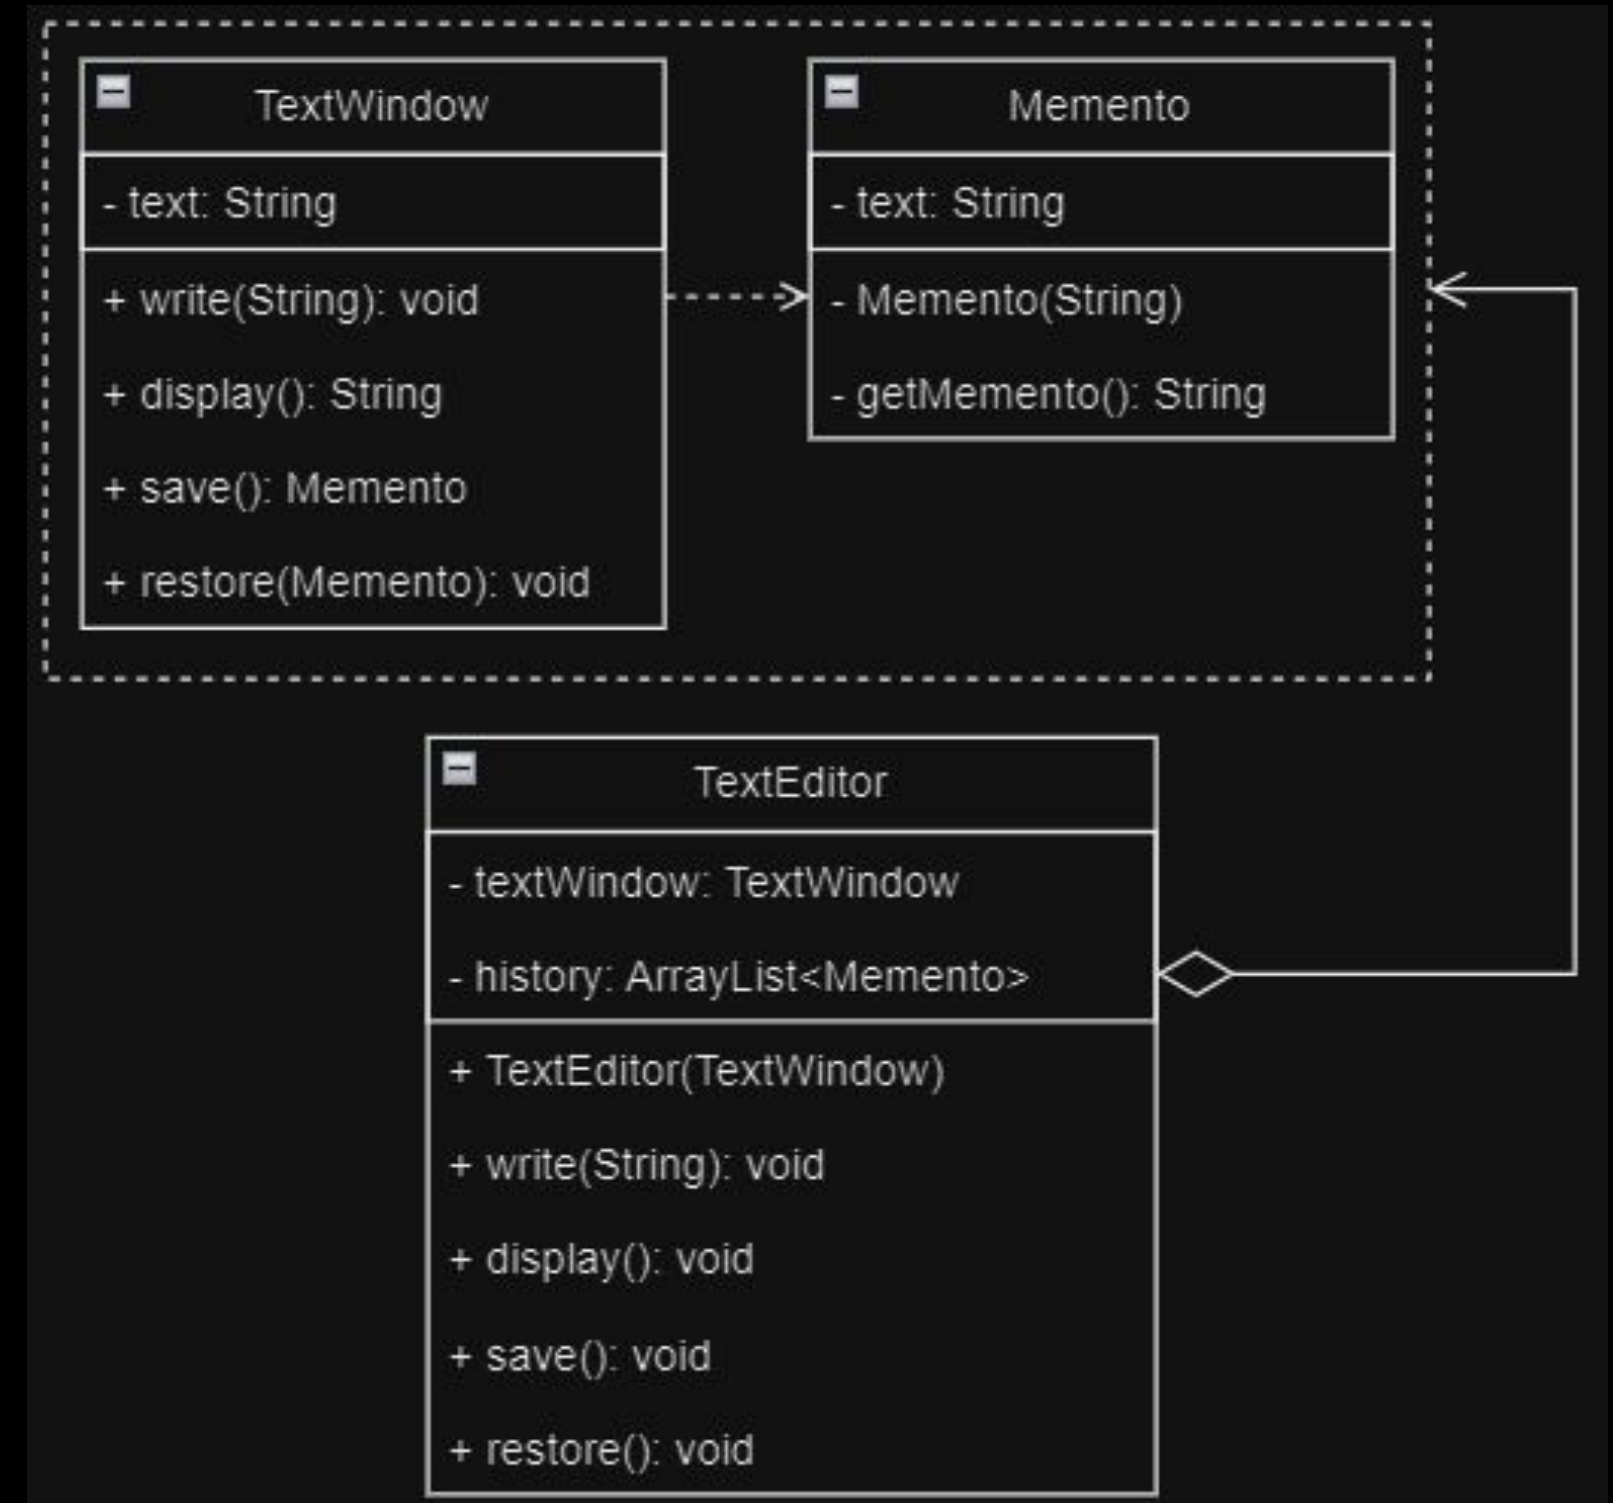 TextWindow
- text: String
+ write(String): void
+ display(): String
+ save(): Memento
+ restore(Memento): void
Memento
- text: String
- Memento(String)
- getMemento(): String
TextEditor
- textWindow: TextWindow
- history: ArrayList<Memento>
+ TextEditor(TextWindow)
+ write(String): void
+ display(): void
+ save(): void
+ restore(): void